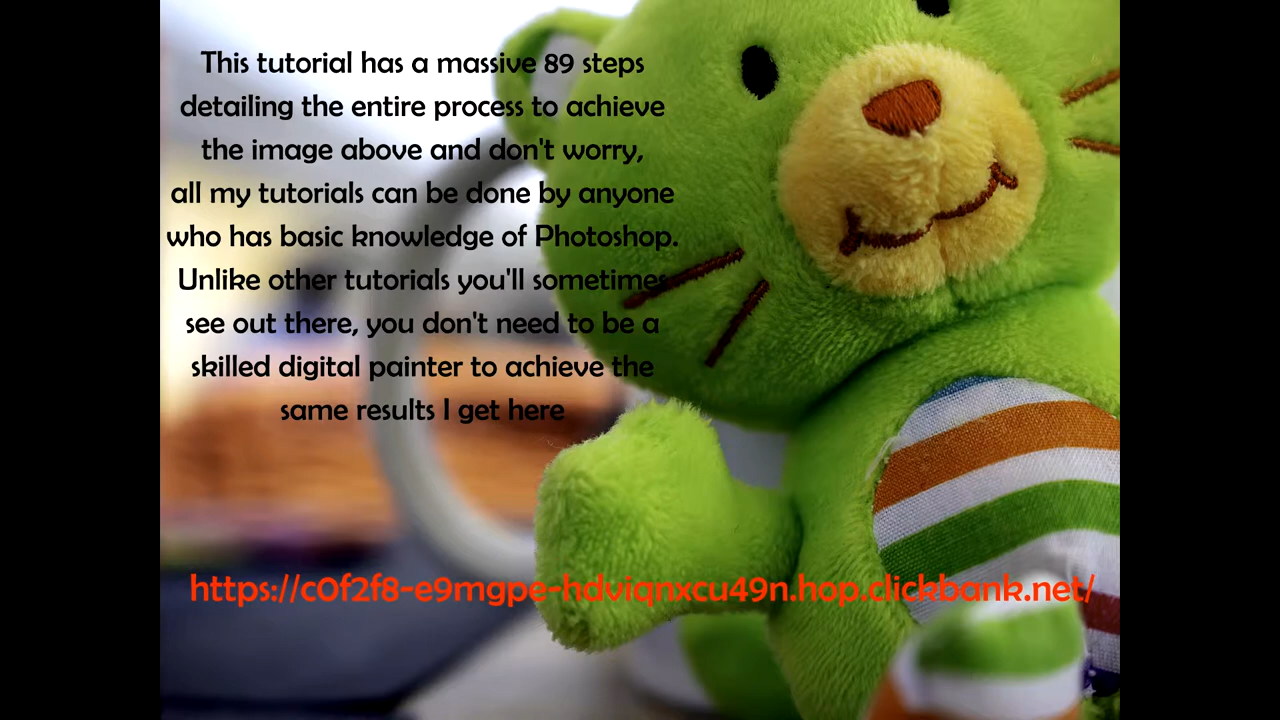 This tutorial has a massive 89 steps
detailing the entire process to achieve
the image above and don't worry,
all my tutorials can be done by anyone
who has basic knowledge of Photoshop.
Unlike other tutorials you'll sometimes
see out there, you don't need to be a
skilled digital painter to achieve the
same results I get here
https://c0f2f8-e9mgpe-hdviqnxcu49n.hop.clickbank.net/